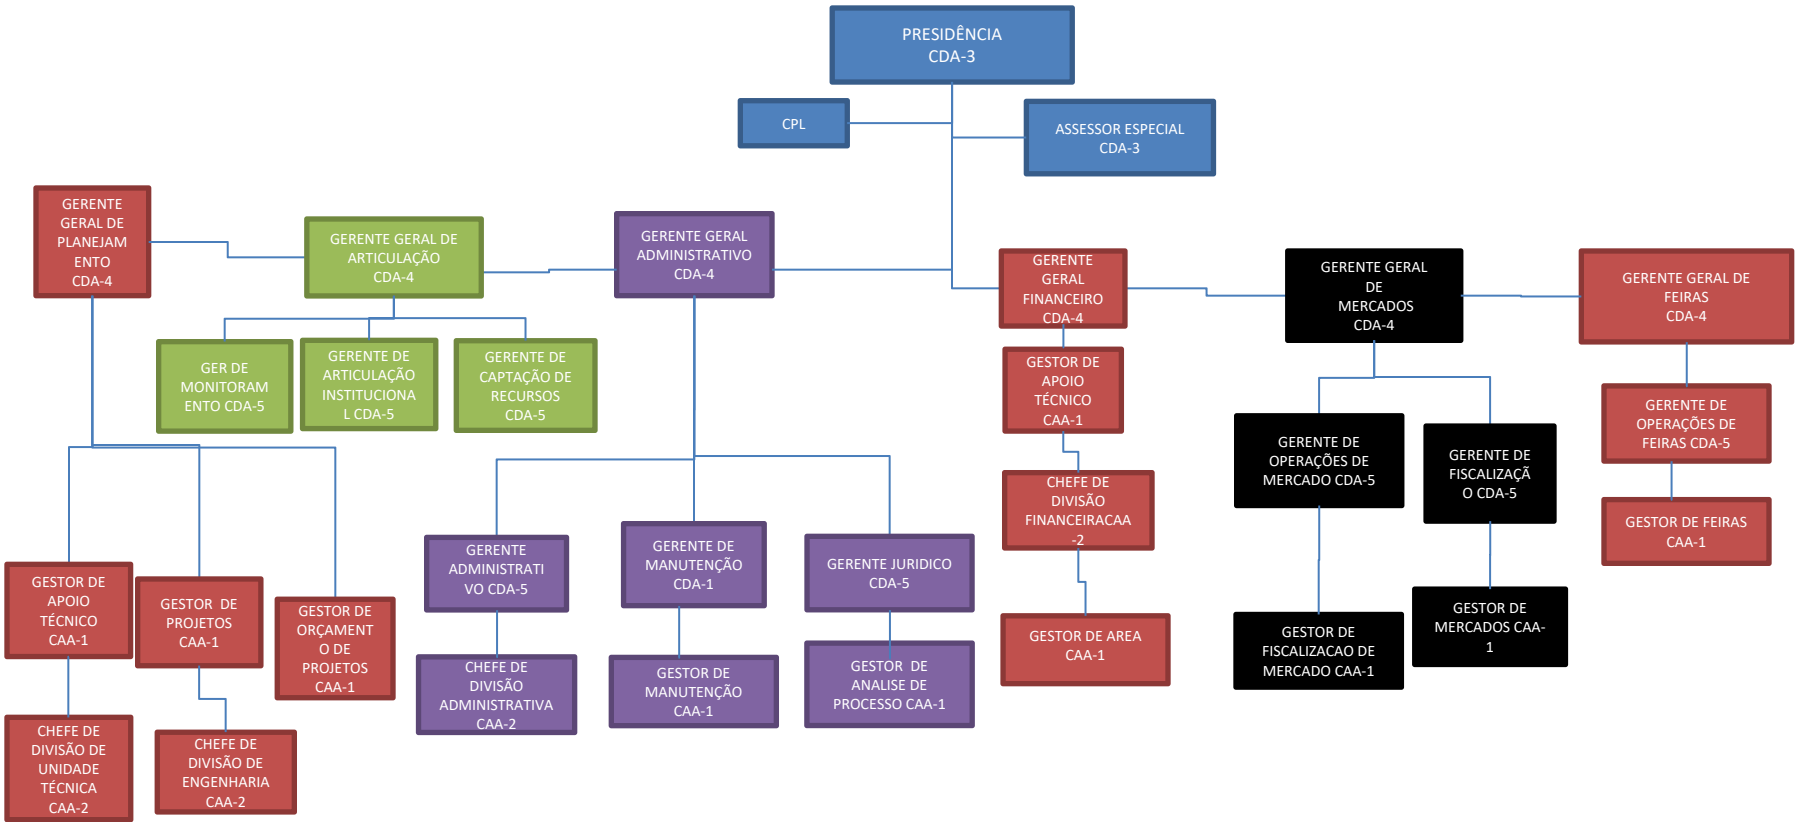 PRESIDÊNCIA
CDA-3
CPL
ASSESSOR ESPECIAL
CDA-3
GERENTE
GERAL DE
PLANEJAM
ENTO
CDA-4
GERENTE GERAL DE
ARTICULAÇÃO
CDA-4
GERENTE GERAL
ADMINISTRATIVO
CDA-4
GERENTE
GERAL
FINANCEIRO
CDA-4
GERENTE GERAL
DE
MERCADOS
CDA-4
GERENTE GERAL DE
FEIRAS
CDA-4
GER DE
MONITORAM
ENTO CDA-5
GERENTE DE
ARTICULAÇÃO
INSTITUCIONA
L CDA-5
GERENTE DE
CAPTAÇÃO DE
RECURSOS
CDA-5
GESTOR DE
APOIO
TÉCNICO
CAA-1
GERENTE DE
OPERAÇÕES DE
FEIRAS CDA-5
GERENTE DE
OPERAÇÕES DE
MERCADO CDA-5
GERENTE DE
FISCALIZAÇÃ
O CDA-5
CHEFE DE
DIVISÃO
FINANCEIRACAA
-2
GESTOR DE FEIRAS
CAA-1
GERENTE
ADMINISTRATI
VO CDA-5
GERENTE DE
MANUTENÇÃO
CDA-1
GERENTE JURIDICO
CDA-5
GESTOR DE
APOIO
TÉCNICO
CAA-1
GESTOR  DE
PROJETOS
CAA-1
GESTOR DE
ORÇAMENT
O DE
PROJETOS
CAA-1
GESTOR DE AREA
CAA-1
GESTOR DE
FISCALIZACAO DE
MERCADO CAA-1
GESTOR DE
MERCADOS CAA-
1
CHEFE DE
DIVISÃO
ADMINISTRATIVA
CAA-2
GESTOR DE
MANUTENÇÃO
CAA-1
GESTOR  DE
ANALISE DE
PROCESSO CAA-1
CHEFE DE
DIVISÃO DE
UNIDADE
TÉCNICA
CAA-2
CHEFE DE
DIVISÃO DE
ENGENHARIA
CAA-2